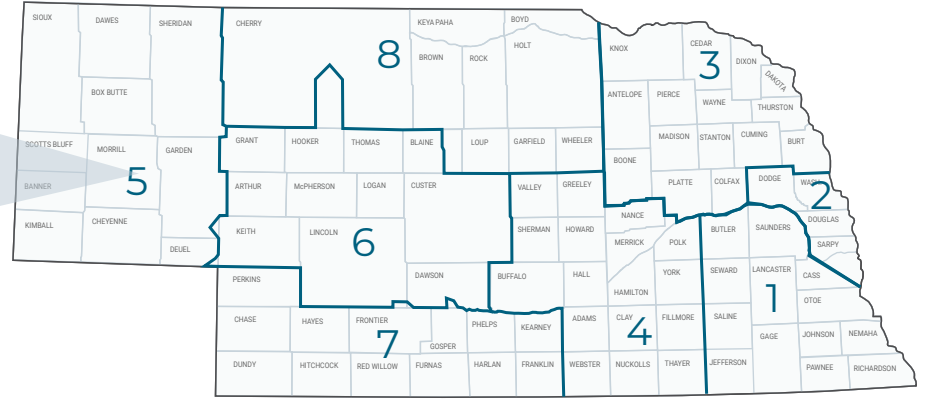 SIOUX DAWES SHERIDAN CHERRY KEYA PAHA BOYD
KNOX CEDAR DIXON DAKOTA
8 3
BROWN ROCK HOLT
BOX BUTTE ANTELOPE PIERCE WAYNE THURSTON
SCOTTS BLUFF MORRILL GARDEN GRANT HOOKER THOMAS BLAINE LOUP GARFIELD WHEELER MADISON STANTON CUMING BURT
BOONE
5
BANNER ARTHUR McPHERSON LOGAN CUSTER VALLEY GREELEY PLATTE COLFAX DODGE
2
KIMBALL CHEYENNE KEITH LINCOLN SHERMAN HOWARD NANCE BUTLER SAUNDERS DOUGLAS
6
DEUEL MERRICK POLK SARPY
PERKINS DAWSON BUFFALO HALL YORK SEWARD LANCASTER CASS
HAMILTON 1 OTOE
CHASE HAYES FRONTIER PHELPS KEARNEY ADAMS CLAY FILLMORE SALINE
7 4
GOSPER GAGE JOHNSON NEMAHA
DUNDY HITCHCOCK RED WILLOW FURNAS HARLAN FRANKLIN WEBSTER NUCKOLLS THAYER JEFFERSON PAWNEE RICHARDSON